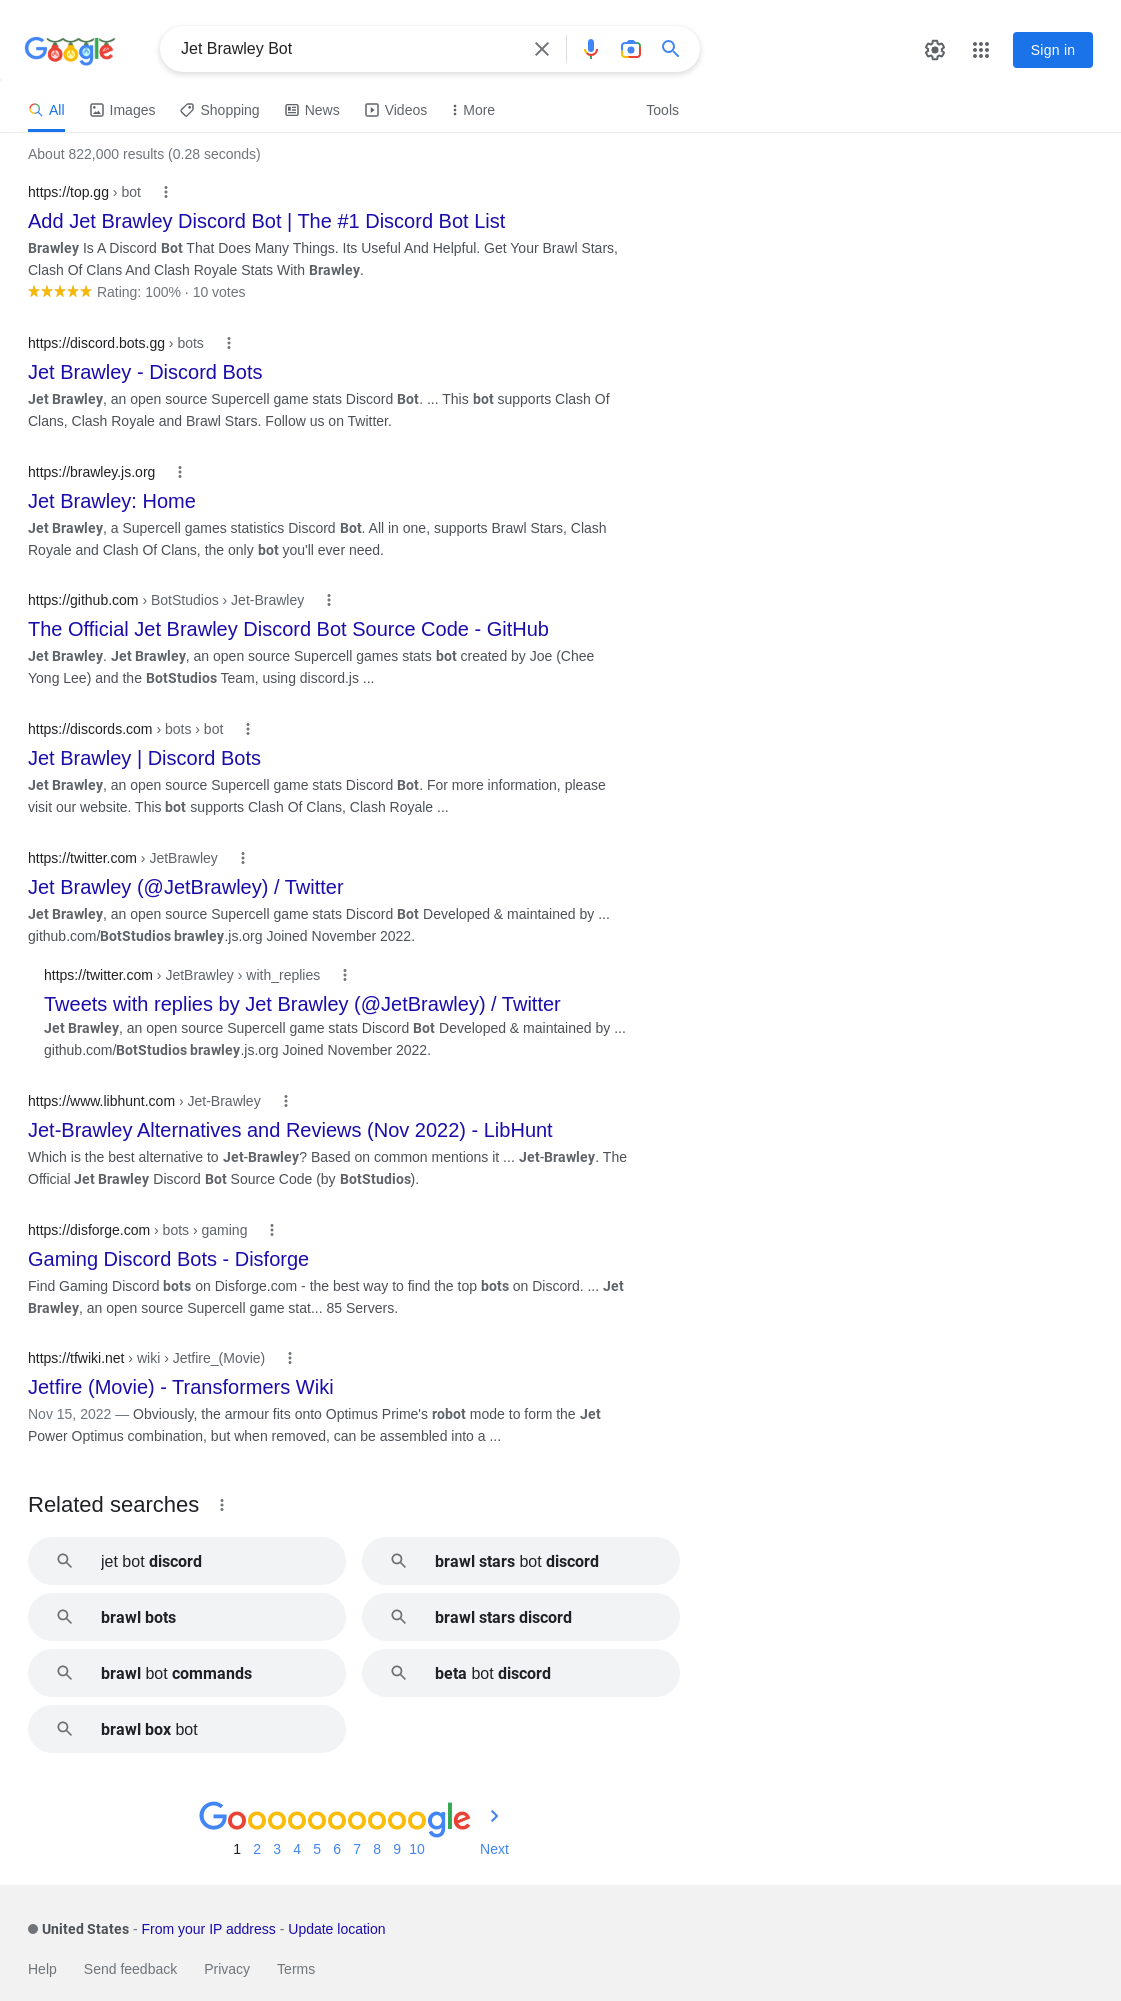 Google
Jet Brawley Bot
Sign in
All Images Shopping News Videos More Tools
About 822,000 results (0.28 seconds)
https://top.gg › bot
Add Jet Brawley Discord Bot | The #1 Discord Bot List
Brawley Is A Discord Bot That Does Many Things. Its Useful And Helpful. Get Your Brawl Stars,
Clash Of Clans And Clash Royale Stats With Brawley.
Rating: 100% · 10 votes
https://discord.bots.gg › bots
Jet Brawley - Discord Bots
Jet Brawley, an open source Supercell game stats Discord Bot. ... This bot supports Clash Of
Clans, Clash Royale and Brawl Stars. Follow us on Twitter.
https://brawley.js.org
Jet Brawley: Home
Jet Brawley, a Supercell games statistics Discord Bot. All in one, supports Brawl Stars, Clash
Royale and Clash Of Clans, the only bot you'll ever need.
https://github.com › BotStudios › Jet-Brawley
The Official Jet Brawley Discord Bot Source Code - GitHub
Jet Brawley. Jet Brawley, an open source Supercell games stats bot created by Joe (Chee
Yong Lee) and the BotStudios Team, using discord.js ...
https://discords.com › bots › bot
Jet Brawley | Discord Bots
Jet Brawley, an open source Supercell game stats Discord Bot. For more information, please
visit our website. This bot supports Clash Of Clans, Clash Royale ...
https://twitter.com › JetBrawley
Jet Brawley (@JetBrawley) / Twitter
Jet Brawley, an open source Supercell game stats Discord Bot Developed & maintained by ...
github.com/BotStudios brawley.js.org Joined November 2022.
https://twitter.com › JetBrawley › with_replies
Tweets with replies by Jet Brawley (@JetBrawley) / Twitter
Jet Brawley, an open source Supercell game stats Discord Bot Developed & maintained by ...
github.com/BotStudios brawley.js.org Joined November 2022.
https://www.libhunt.com › Jet-Brawley
Jet-Brawley Alternatives and Reviews (Nov 2022) - LibHunt
Which is the best alternative to Jet-Brawley? Based on common mentions it ... Jet-Brawley. The
Official Jet Brawley Discord Bot Source Code (by BotStudios).
https://disforge.com › bots › gaming
Gaming Discord Bots - Disforge
Find Gaming Discord bots on Disforge.com - the best way to find the top bots on Discord. ... Jet
Brawley, an open source Supercell game stat... 85 Servers.
https://tfwiki.net › wiki › Jetfire_(Movie)
Jetfire (Movie) - Transformers Wiki
Nov 15, 2022 — Obviously, the armour fits onto Optimus Prime's robot mode to form the Jet
Power Optimus combination, but when removed, can be assembled into a ...
Related searches
jet bot discord
brawl stars bot discord
brawl bots
brawl stars discord
brawl bot commands
beta bot discord
brawl box bot
Goooooooooogle
1 2 3 4 5 6 7 8 9 10 Next
United States - From your IP address - Update location
Help Send feedback Privacy Terms